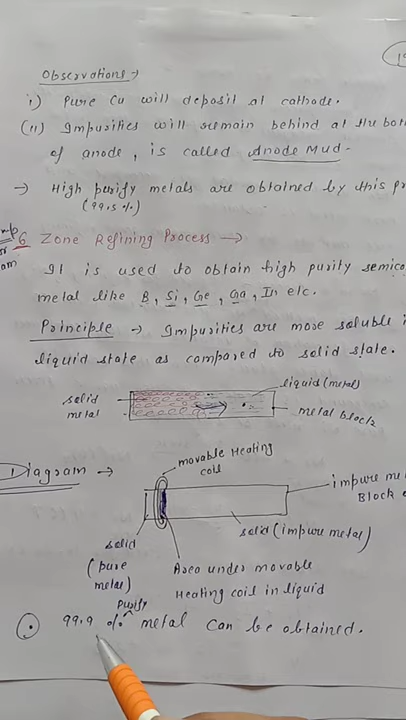 Observations →
i) Pure Cu will deposit at cathode.
(ii) Impurities will remain behind at the bot
of anode, is called Anode Mud-
→ High purify metals are obtained by this p
(99.5 %)
6 Zone Refining Process →
am
It is used to obtain high purity semico
metal like B, Si, Ge, Ga, In etc.
Principle → Impurities are more soluble i
liquid state as compared to solid state.
solid metal
liquid (metal)
metal Block
Diagram →
movable Heating coil
impure me
Block
solid (impure metal)
solid (pure metal)
Area under movable
Heating coil in liquid
99.9 % Purify metal can be obtained.